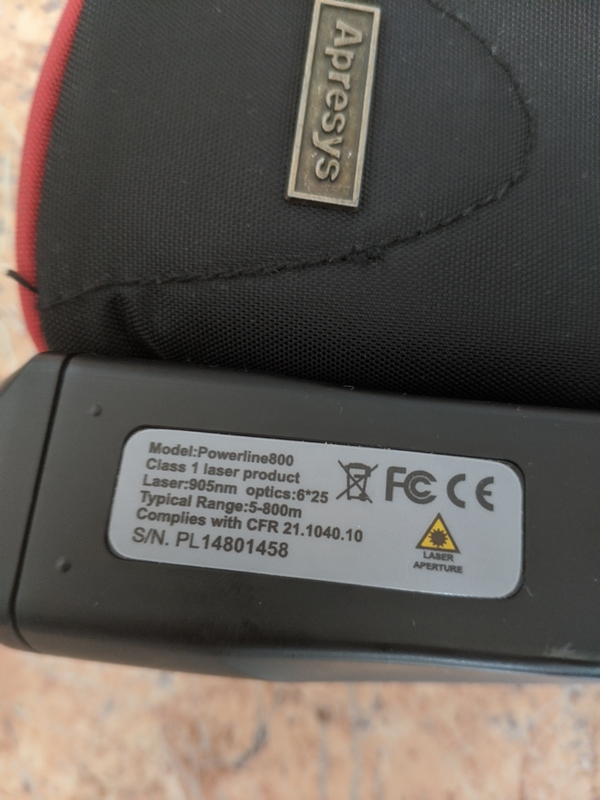 Apresys
Model:Powerline800
Class 1 laser product
Laser:905nm optics:6*25
Typical Range:5-800m
Complies with CFR 21.1040.10
S/N. PL14801458
FC CE
LASER
APERTURE